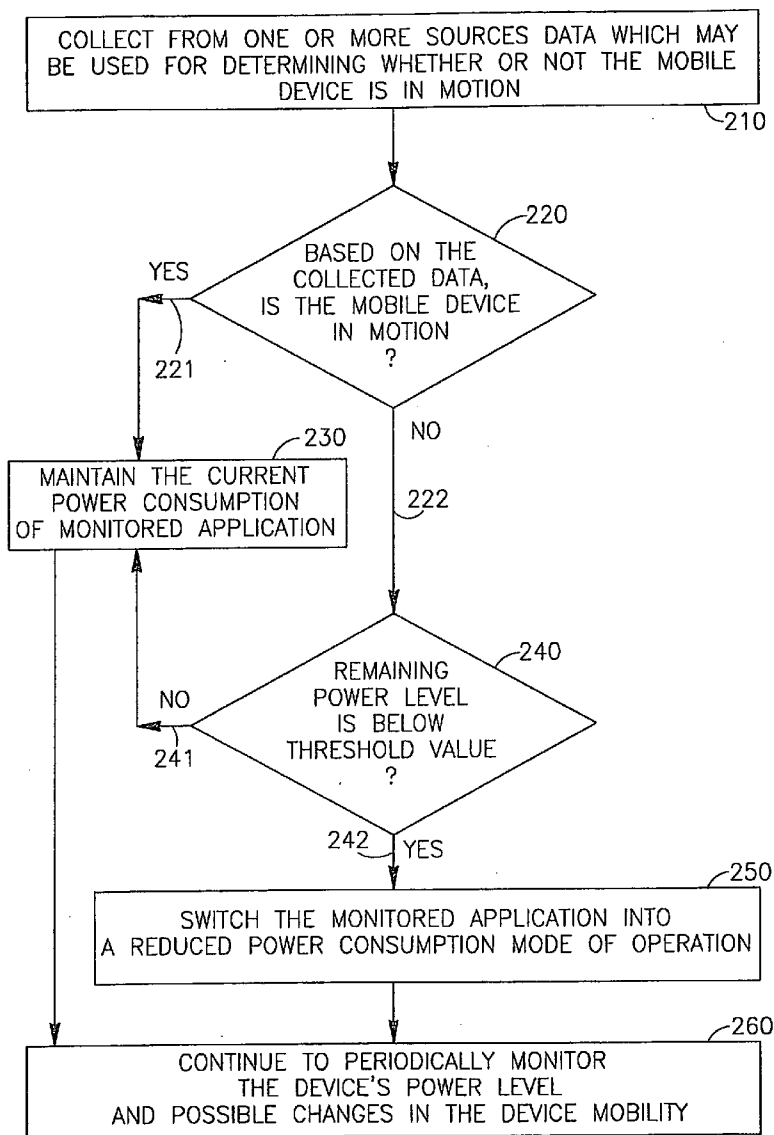 COLLECT FROM ONE OR MORE SOURCES DATA WHICH MAY
BE USED FOR DETERMINING WHETHER OR NOT THE MOBILE
DEVICE IS IN MOTION
210
220
BASED ON THE
COLLECTED DATA,
IS THE MOBILE DEVICE
IN MOTION
?
YES
221
NO
222
230
MAINTAIN THE CURRENT
POWER CONSUMPTION
OF MONITORED APPLICATION
240
REMAINING
POWER LEVEL
IS BELOW
THRESHOLD VALUE
?
NO
241
242
YES
250
SWITCH THE MONITORED APPLICATION INTO
A REDUCED POWER CONSUMPTION MODE OF OPERATION
260
CONTINUE TO PERIODICALLY MONITOR
THE DEVICE'S POWER LEVEL
AND POSSIBLE CHANGES IN THE DEVICE MOBILITY